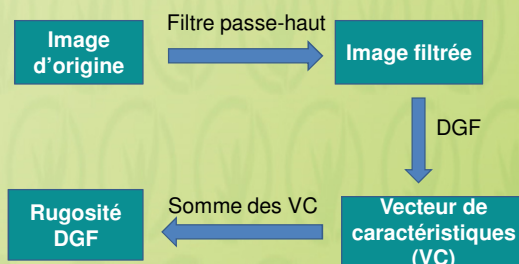 Filtre passe-haut
Image
d'origine
Image filtrée
DGF
Rugosité
DGF
Somme des VC
Vecteur de
caractéristiques
(VC)